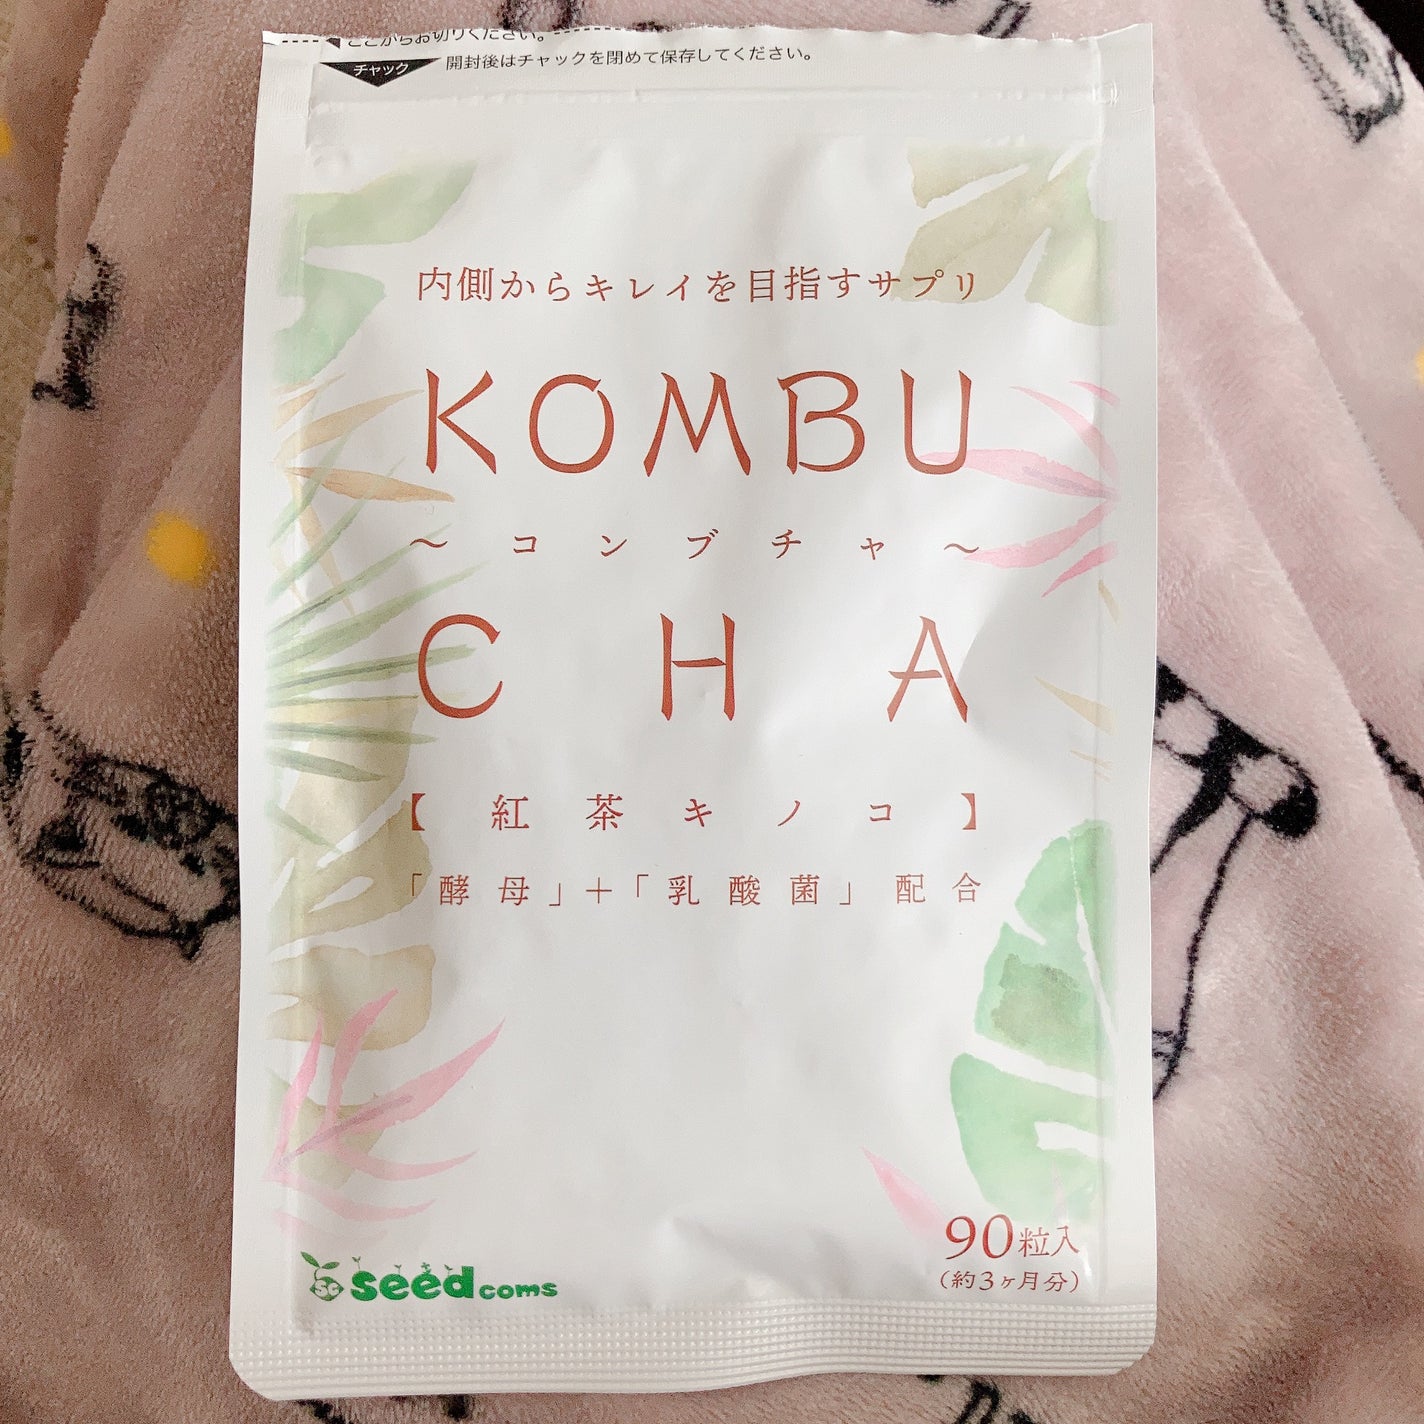 ここからお切りください。
チャック
開封後はチャックを閉めて保存してください。
内側からキレイを目指すサプリ
KOMBU
～コンブチャ～
CHA
【紅茶キノコ】
「酵母」＋「乳酸菌」配合
90粒入
(約3ヶ月分)
sc seedcoms